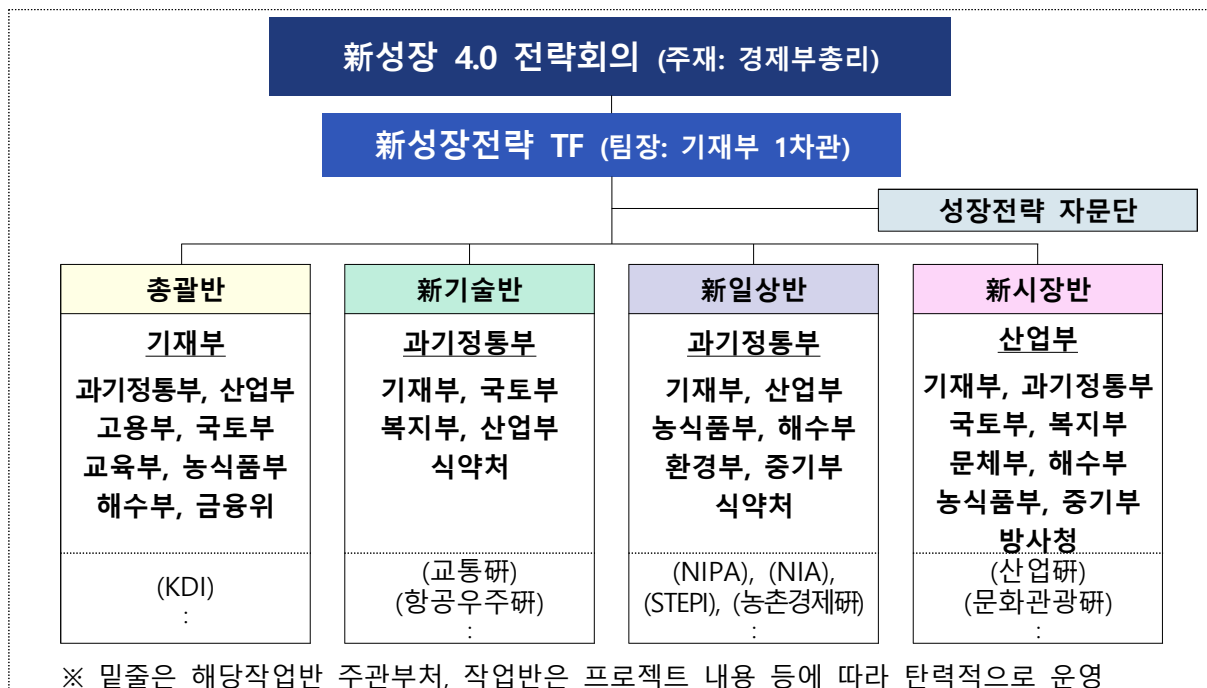 新성장 4.0 전략회의 (주재: 경제부총리)
新성장전략 TF (팀장: 기재부 1차관)
성장전략 자문단
총괄반
기재부
과기정통부, 산업부
고용부, 국토부
교육부, 농식품부
해수부, 금융위
(KDI)
:
新기술반
과기정통부
기재부, 국토부
복지부, 산업부
식약처
(교통硏)
(항공우주硏)
:
新일상반
과기정통부
기재부, 산업부
농식품부, 해수부
환경부, 중기부
식약처
(NIPA), (NIA),
(STEPI), (농촌경제硏)
:
新시장반
산업부
기재부, 과기정통부
국토부, 복지부
문체부, 해수부
농식품부, 중기부
방사청
(산업硏)
(문화관광硏)
:
※ 밑줄은 해당작업반 주관부처, 작업반은 프로젝트 내용 등에 따라 탄력적으로 운영